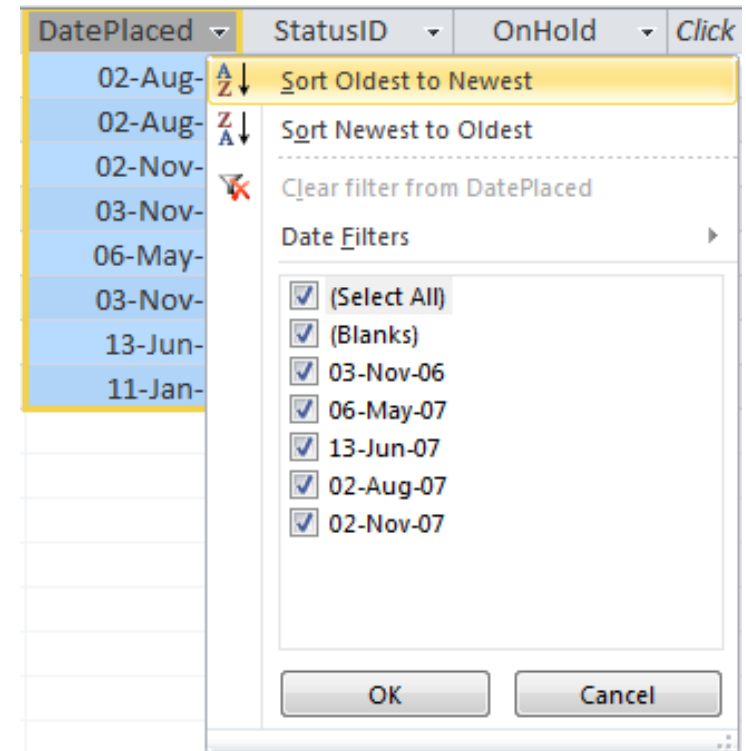 DatePlaced StatusID OnHold Click
02-Aug-
02-Aug-
02-Nov-
03-Nov-
06-May-
03-Nov-
13-Jun-
11-Jan-
Sort Oldest to Newest
Sort Newest to Oldest
Clear filter from DatePlaced
Date Filters
(Select All)
(Blanks)
03-Nov-06
06-May-07
13-Jun-07
02-Aug-07
02-Nov-07
OK Cancel